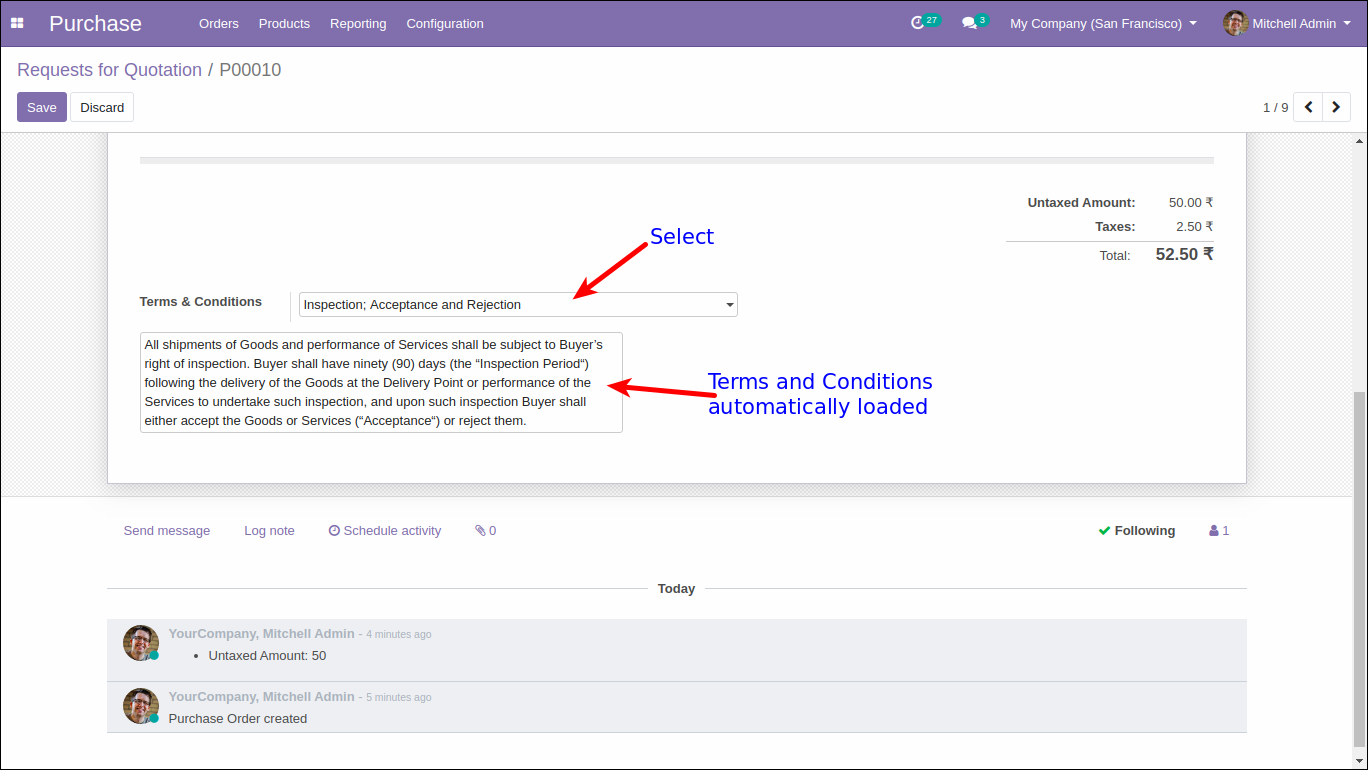 Purchase Orders Products Reporting Configuration 27 3 My Company (San Francisco) Mitchell Admin
Requests for Quotation / P00010
Save Discard 1 / 9
Untaxed Amount: 50.00 ₹
Taxes: 2.50 ₹
Total: 52.50 ₹
Select
Terms & Conditions Inspection; Acceptance and Rejection
All shipments of Goods and performance of Services shall be subject to Buyer’s
right of inspection. Buyer shall have ninety (90) days (the “Inspection Period“)
following the delivery of the Goods at the Delivery Point or performance of the
Services to undertake such inspection, and upon such inspection Buyer shall
either accept the Goods or Services (“Acceptance“) or reject them.
Terms and Conditions
automatically loaded
Send message Log note Schedule activity 0 Following 1
Today
YourCompany, Mitchell Admin - 4 minutes ago
• Untaxed Amount: 50
YourCompany, Mitchell Admin - 5 minutes ago
Purchase Order created